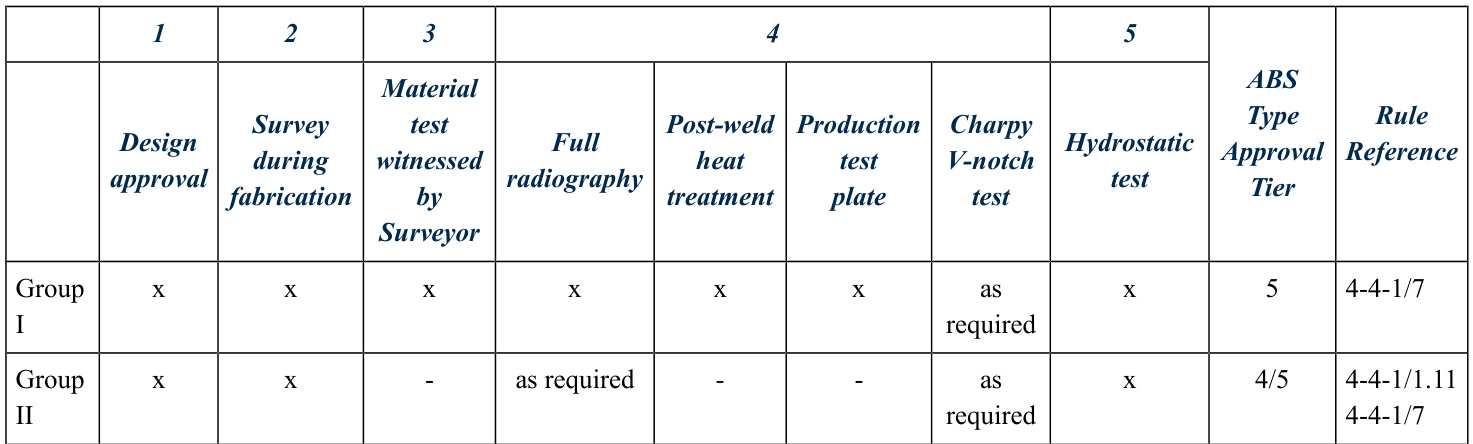 1 2 3 4 5
Design approval
Survey during fabrication
Material test witnessed by Surveyor
Full radiography
Post-weld heat treatment
Production test plate
Charpy V-notch test
Hydrostatic test
ABS Type Approval Tier
Rule Reference
Group I x x x x x x as required x 5 4-4-1/7
Group II x x - as required - - as required x 4/5 4-4-1/1.11 4-4-1/7